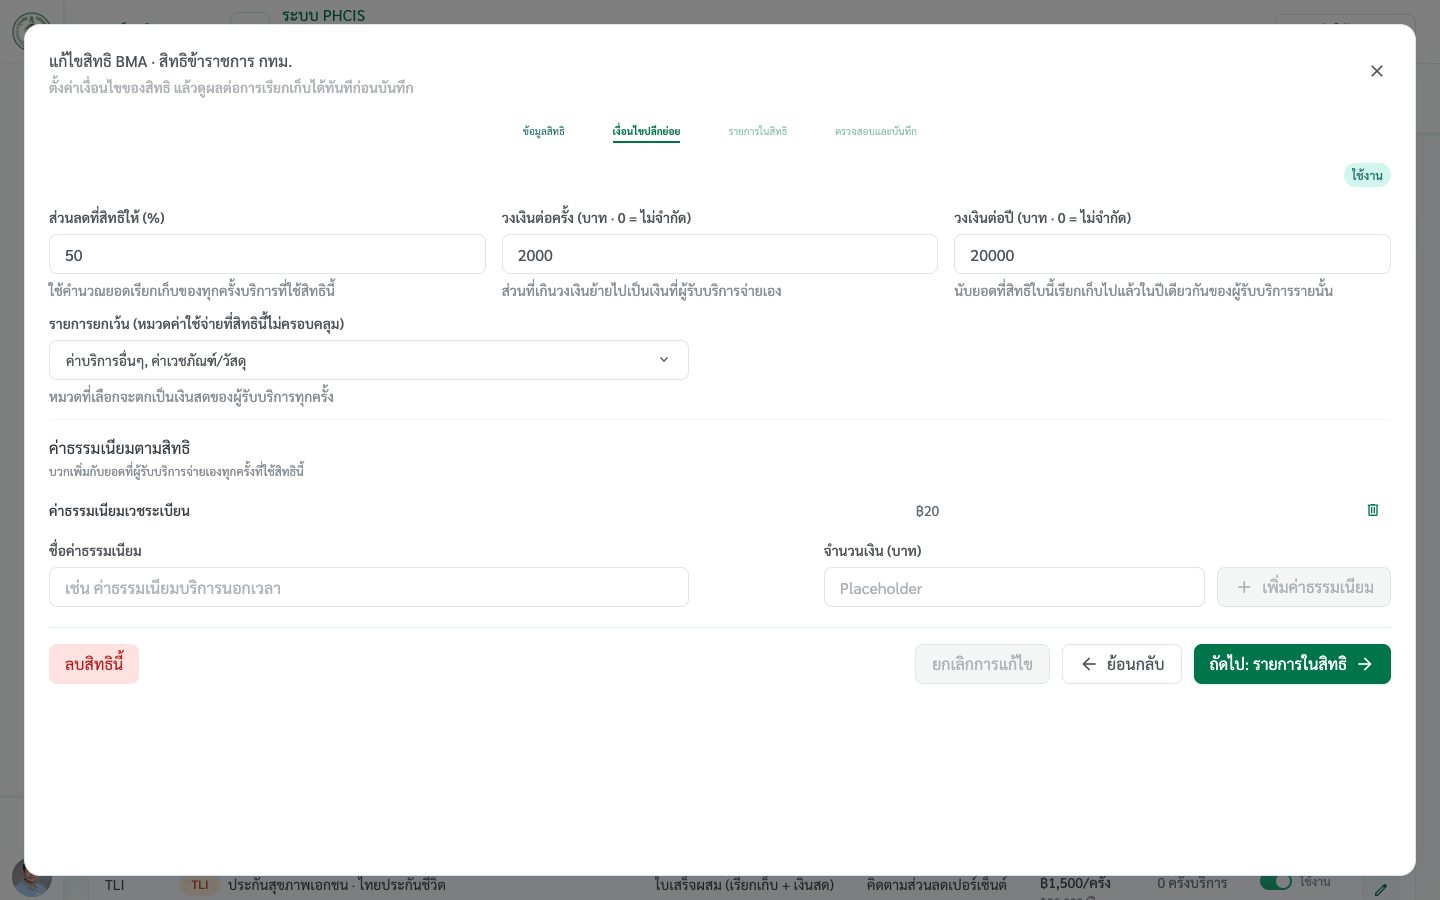 ระบบ PHCIS
แก้ไขสิทธิ BMA · สิทธิข้าราชการ กทม.
ตั้งค่าเงื่อนไขของสิทธิ แล้วดูผลต่อการเรียกเก็บได้ทันทีก่อนบันทึก
ข้อมูลสิทธิ
เงื่อนไขปลีกย่อย
รายการในสิทธิ
ตรวจสอบและบันทึก
ใช้งาน
ส่วนลดที่สิทธิให้ (%)
50
ใช้คำนวณยอดเรียกเก็บของทุกครั้งบริการที่ใช้สิทธินี้
วงเงินต่อครั้ง (บาท · 0 = ไม่จำกัด)
2000
ส่วนที่เกินวงเงินย้ายไปเป็นเงินที่ผู้รับบริการจ่ายเอง
วงเงินต่อปี (บาท · 0 = ไม่จำกัด)
20000
นับยอดที่สิทธิใบนี้เรียกเก็บไปแล้วในปีเดียวกันของผู้รับบริการรายนั้น
รายการยกเว้น (หมวดค่าใช้จ่ายที่สิทธินี้ไม่ครอบคลุม)
ค่าบริการอื่นๆ, ค่าเวชภัณฑ์/วัสดุ
หมวดที่เลือกจะตกเป็นเงินสดของผู้รับบริการทุกครั้ง
ค่าธรรมเนียมตามสิทธิ
บวกเพิ่มกับยอดที่ผู้รับบริการจ่ายเองทุกครั้งที่ใช้สิทธินี้
ค่าธรรมเนียมเวชระเบียน
฿20
ชื่อค่าธรรมเนียม
เช่น ค่าธรรมเนียมบริการนอกเวลา
จำนวนเงิน (บาท)
Placeholder
เพิ่มค่าธรรมเนียม
ลบสิทธินี้
ยกเลิกการแก้ไข
ย้อนกลับ
ถัดไป: รายการในสิทธิ
TLI
TLI
ประกันสุขภาพเอกชน · ไทยประกันชีวิต
ใบเสร็จผสม (เรียกเก็บ + เงินสด)
คิดตามส่วนลดเปอร์เซ็นต์
฿1,500/ครั้ง
0 ครั้งบริการ
ใช้งาน